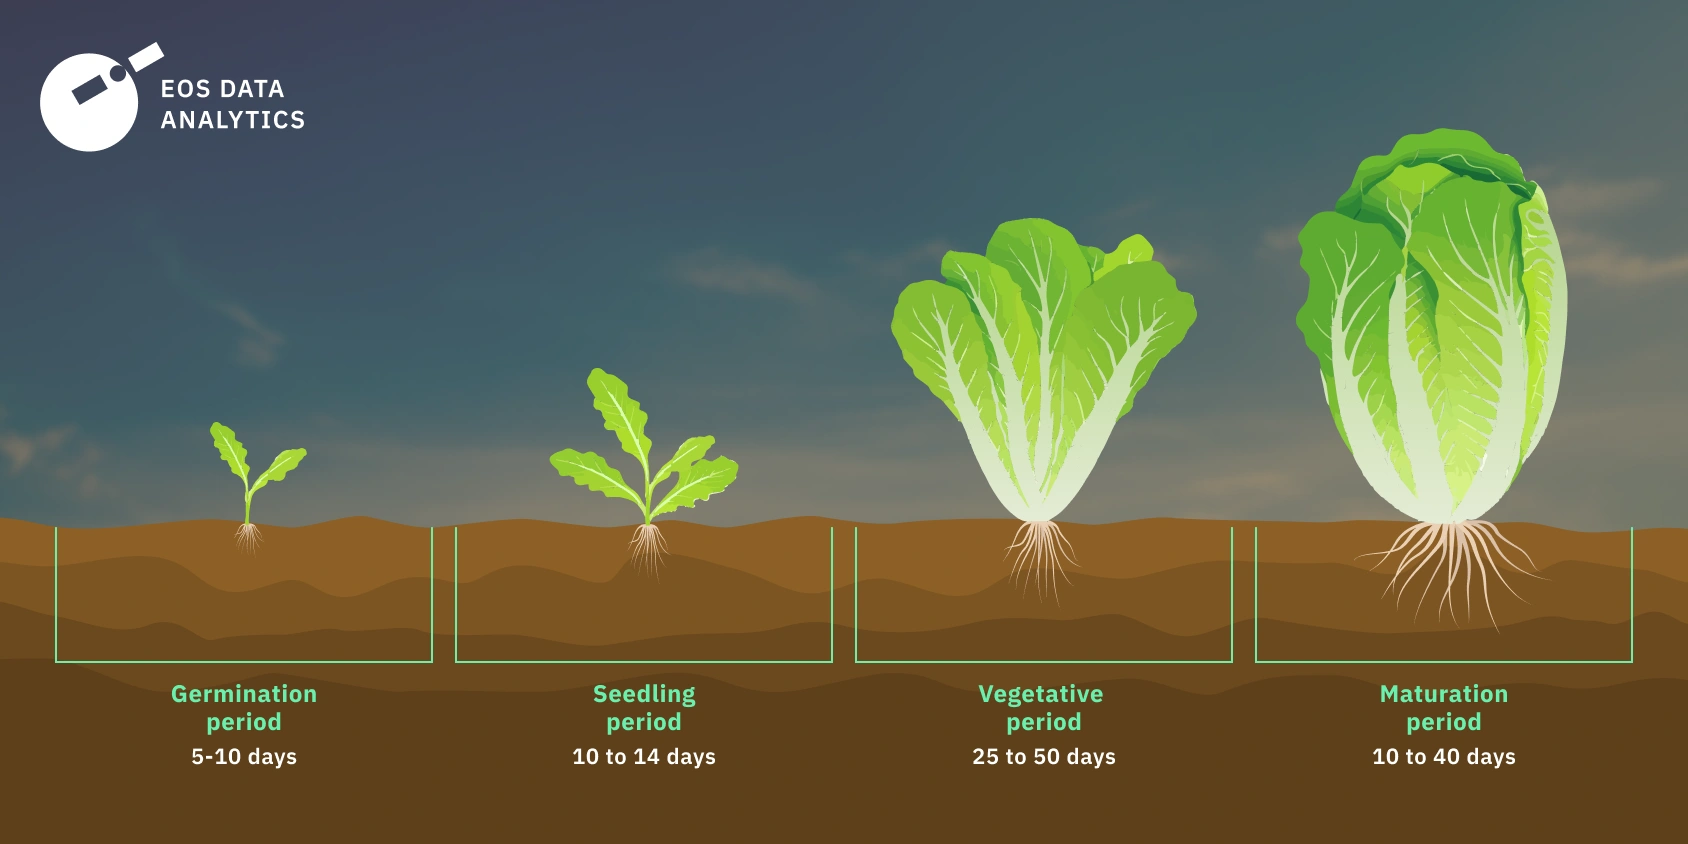 EOS DATA
ANALYTICS
Germination
period
5-10 days
Seedling
period
10 to 14 days
Vegetative
period
25 to 50 days
Maturation
period
10 to 40 days